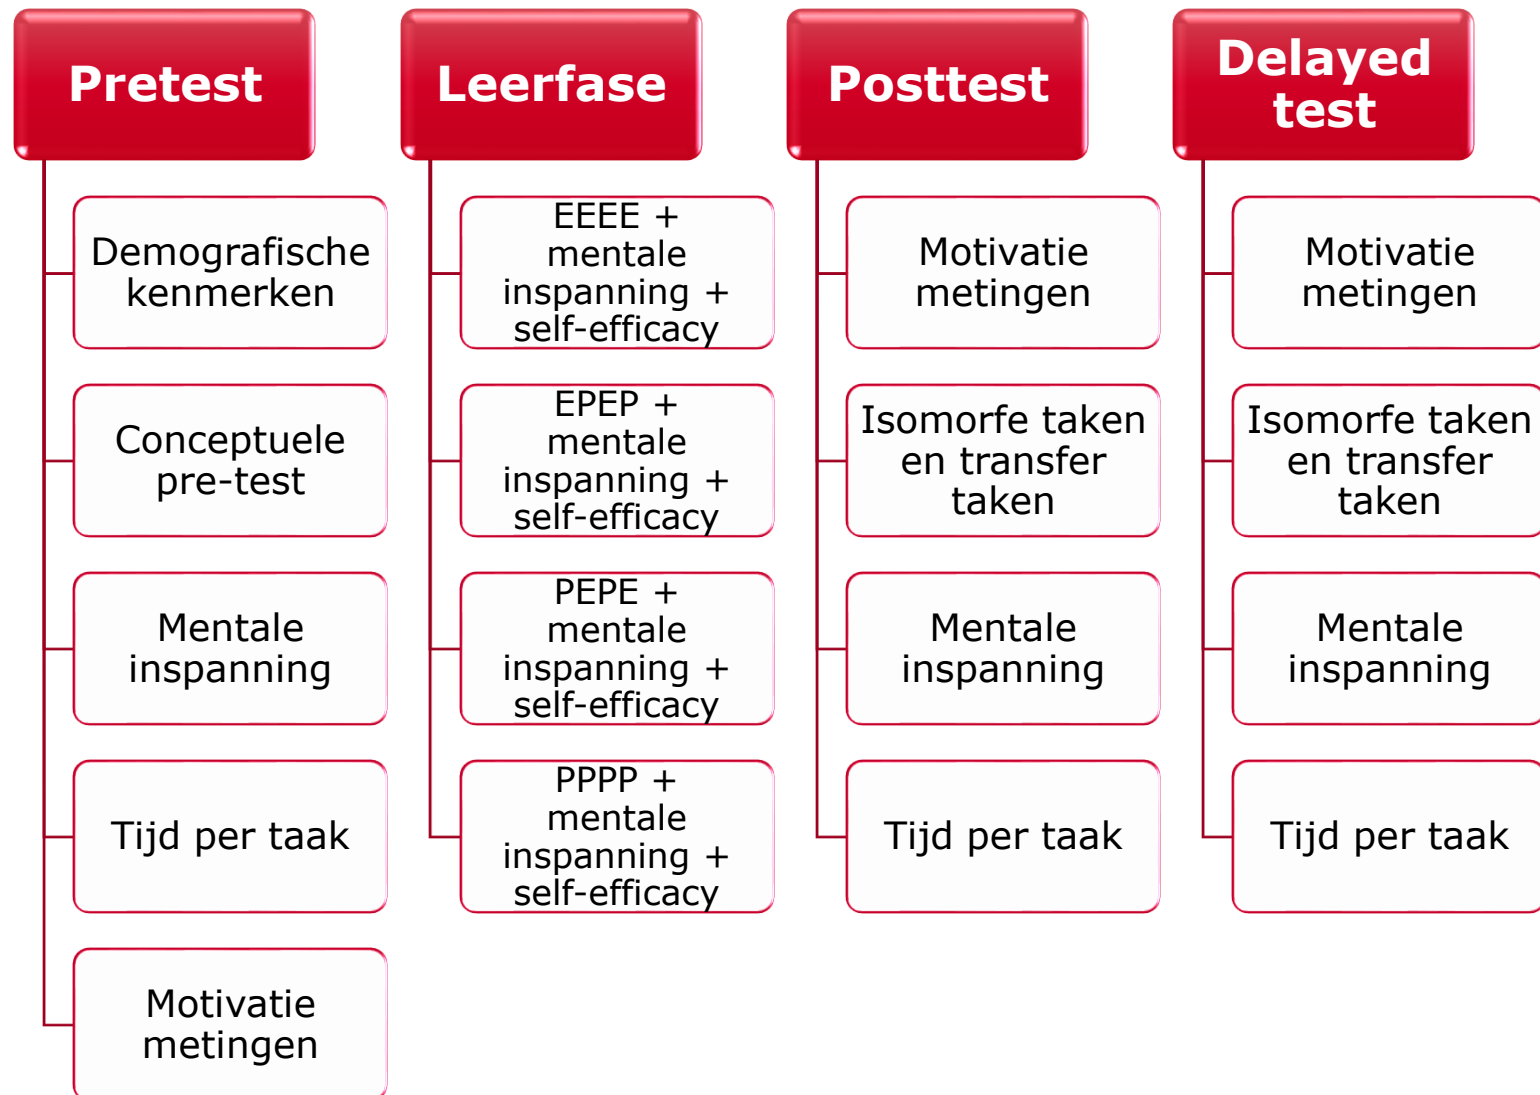 Pretest
Demografische
kenmerken
Conceptuele
pre-test
Mentale
inspanning
Tijd per taak
Motivatie
metingen
Leerfase
EEEE +
mentale
inspanning +
self-efficacy
EPEP +
mentale
inspanning +
self-efficacy
PEPE +
mentale
inspanning +
self-efficacy
PPPP +
mentale
inspanning +
self-efficacy
Posttest
Motivatie
metingen
Isomorfe taken
en transfer
taken
Mentale
inspanning
Tijd per taak
Delayed
test
Motivatie
metingen
Isomorfe taken
en transfer
taken
Mentale
inspanning
Tijd per taak